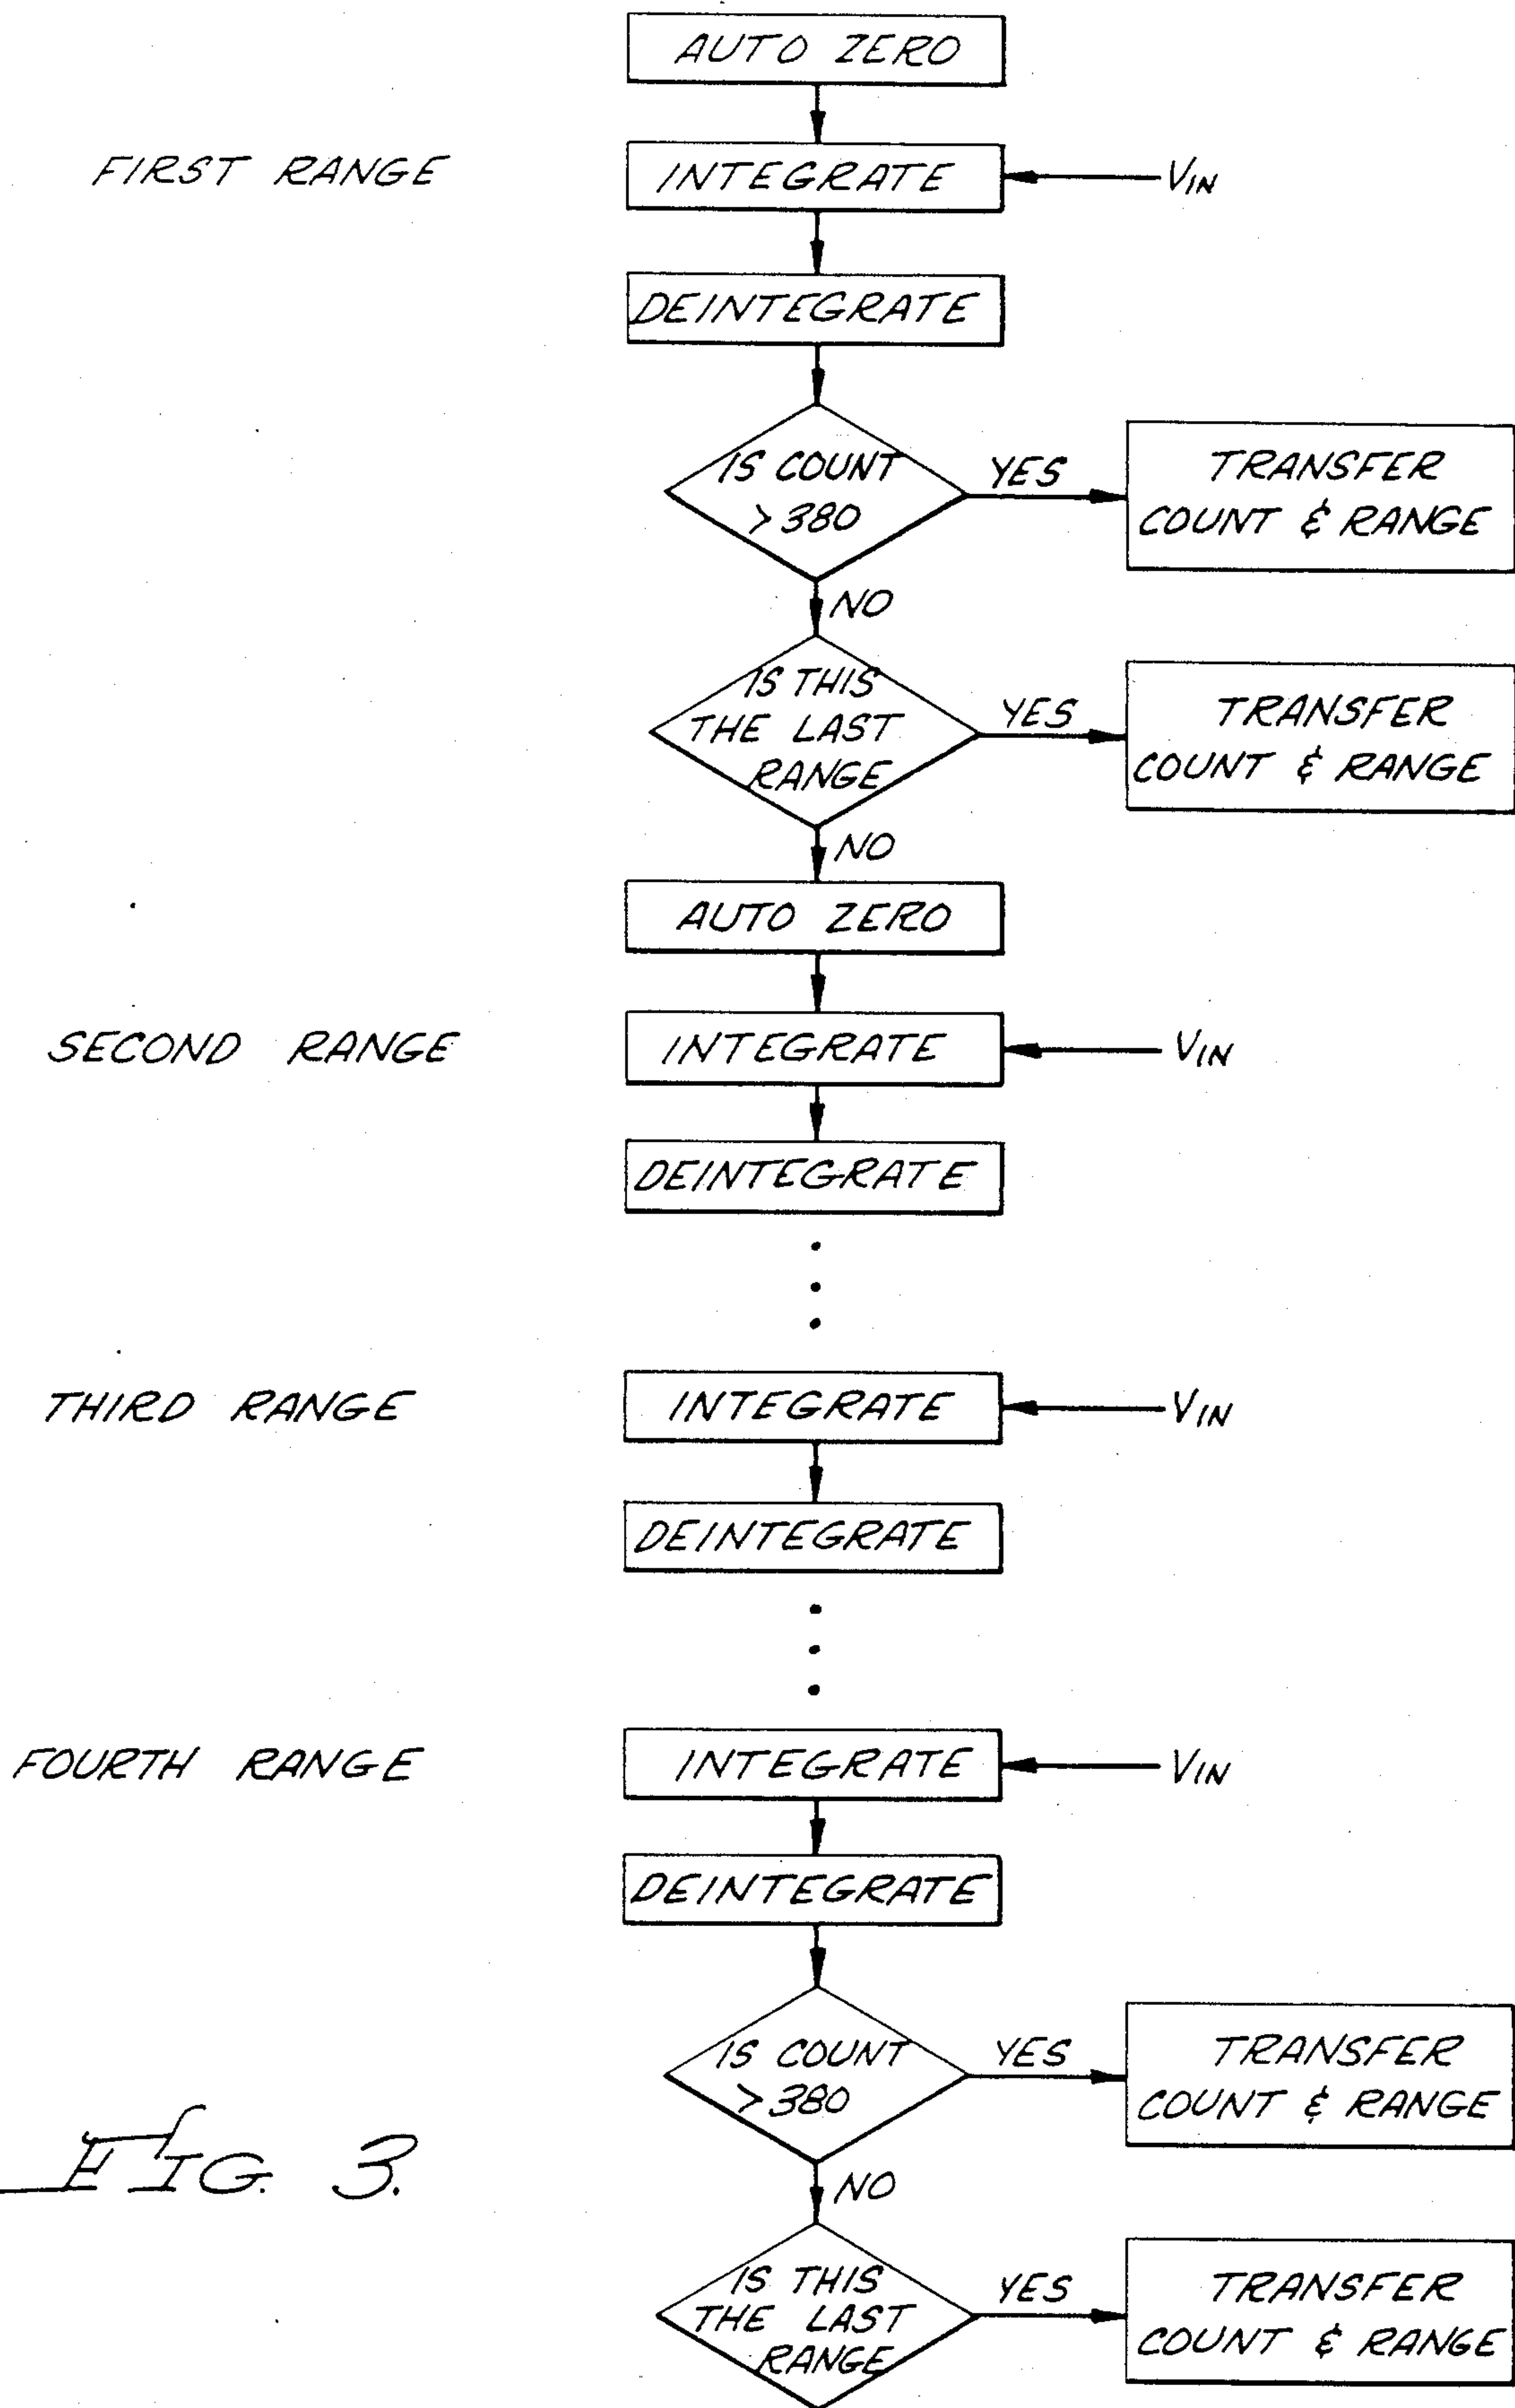 AUTO ZERO
FIRST RANGE
INTEGRATE
VIN
DEINTEGRATE
IS COUNT
> 380
YES
TRANSFER
COUNT & RANGE
NO
IS THIS
THE LAST
RANGE
YES
TRANSFER
COUNT & RANGE
NO
AUTO ZERO
SECOND RANGE
INTEGRATE
VIN
DEINTEGRATE
THIRD RANGE
INTEGRATE
VIN
DEINTEGRATE
FOURTH RANGE
INTEGRATE
VIN
DEINTEGRATE
IS COUNT
> 380
YES
TRANSFER
COUNT & RANGE
NO
IS THIS
THE LAST
RANGE
YES
TRANSFER
COUNT & RANGE
FIG. 3.